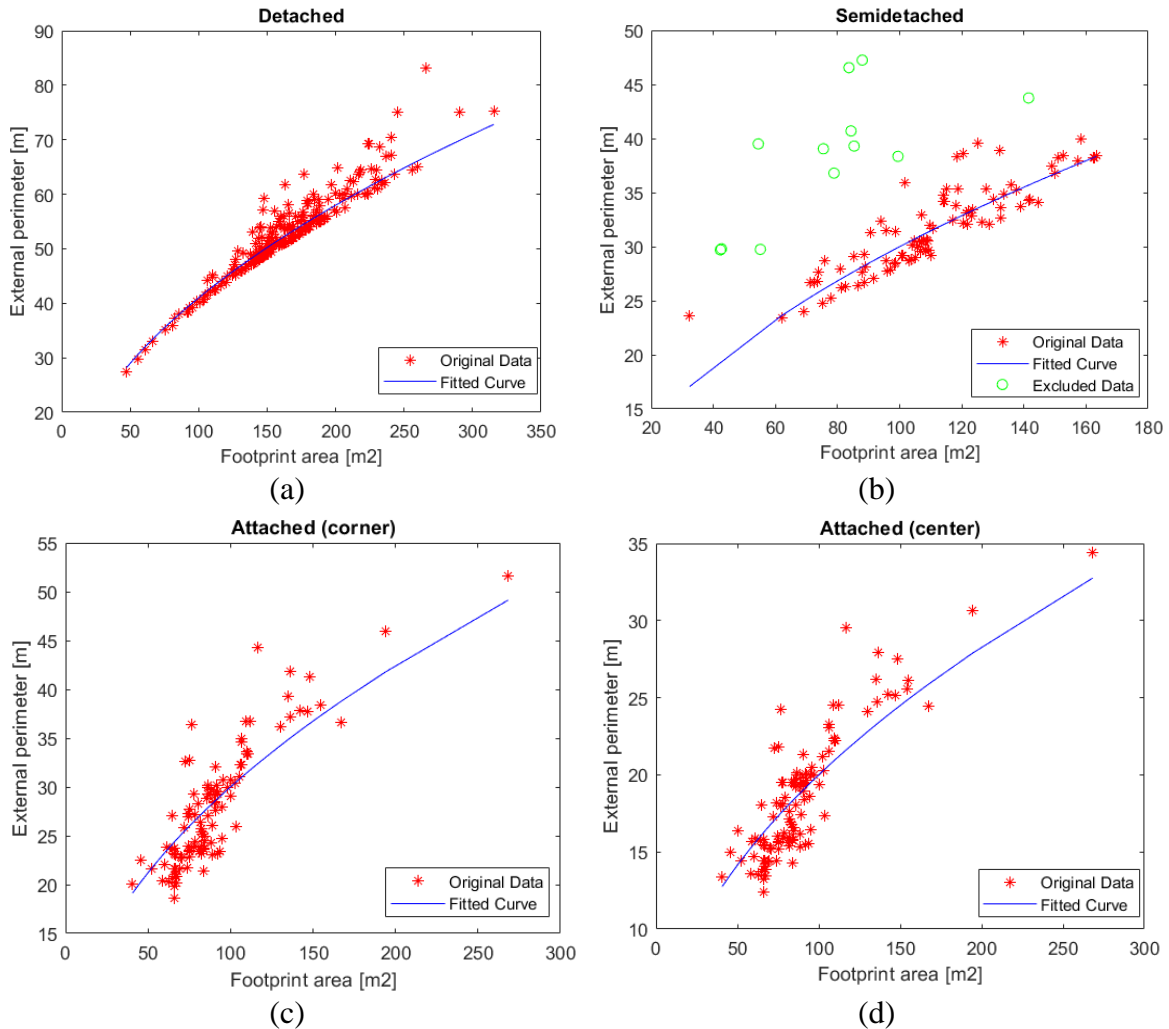 Detached
90
80
70
60
50
40
30
20
0 50 100 150 200 250 300 350
External perimeter [m]
Footprint area [m2]
Original Data
Fitted Curve
(a)
Semidetached
50
45
40
35
30
25
20
15
20 40 60 80 100 120 140 160 180
External perimeter [m]
Footprint area [m2]
Original Data
Fitted Curve
Excluded Data
(b)
Attached (corner)
55
50
45
40
35
30
25
20
15
0 50 100 150 200 250 300
External perimeter [m]
Footprint area [m2]
Original Data
Fitted Curve
(c)
Attached (center)
35
30
25
20
15
10
0 50 100 150 200 250 300
External perimeter [m]
Footprint area [m2]
Original Data
Fitted Curve
(d)